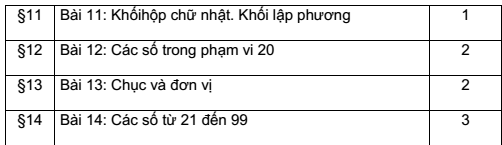 §11 Bài 11: Khốihộp chữ nhật. Khối lập phương 1
§12 Bài 12: Các số trong phạm vi 20 2
§13 Bài 13: Chục và đơn vị 2
§14 Bài 14: Các số từ 21 đến 99 3